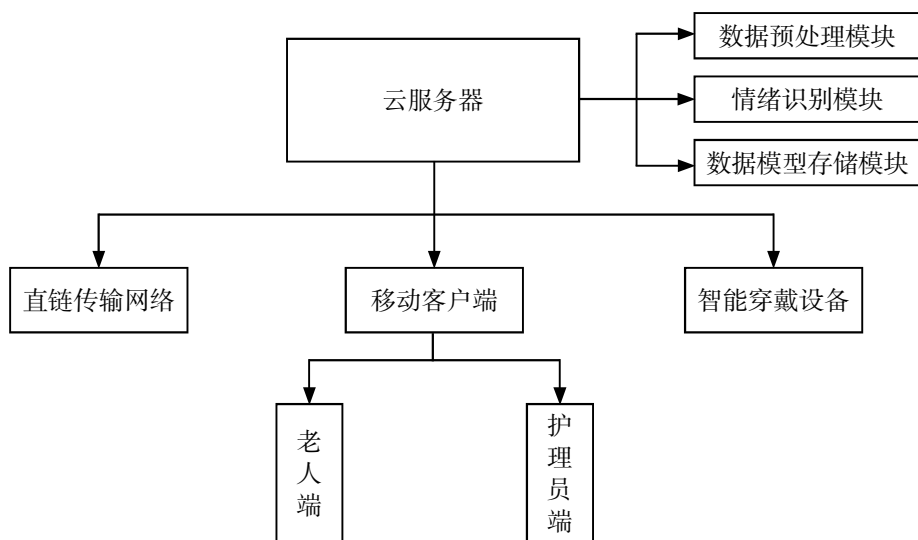 数据预处理模块
云服务器
情绪识别模块
数据模型存储模块
直链传输网络
移动客户端
智能穿戴设备
老人端
护理员端